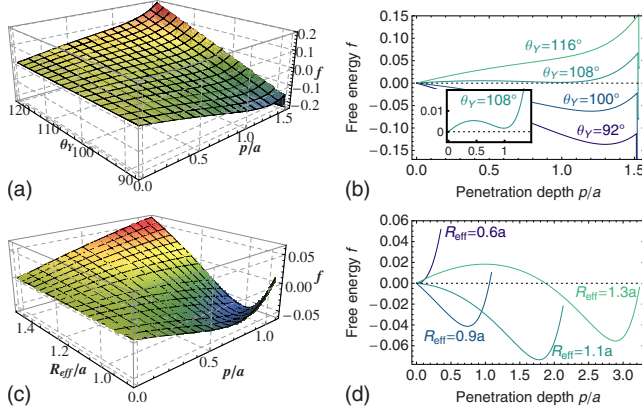 0.2
0.1
0.0
f
-0.1
-0.2
120
110
θY
100
90
0.0
0.5
1.0
p/a
1.5
(a)
0.15
0.10
0.05
0.00
−0.05
−0.10
−0.15
Free energy f
θY=116°
θY=108°
θY=100°
θY=92°
0.01
0
θY=108°
0
0.5
1
0.0
0.5
1.0
1.5
Penetration depth p/a
(b)
0.05
f
0.00
-0.05
1.4
1.2
Reff/a
1.0
0.0
0.5
p/a
1.0
(c)
0.06
0.04
0.02
0.00
−0.02
−0.04
−0.06
Free energy f
Reff=0.6a
Reff=1.3a
Reff=0.9a
Reff=1.1a
0.0
0.5
1.0
1.5
2.0
2.5
3.0
Penetration depth p/a
(d)